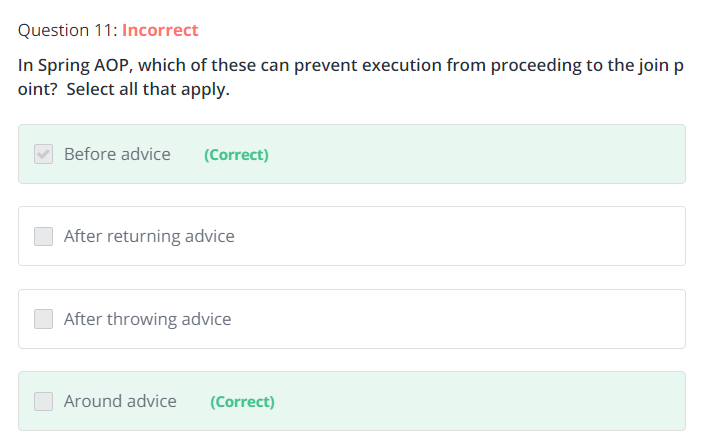 Question 11: Incorrect
In Spring AOP, which of these can prevent execution from proceeding to the join p
oint?  Select all that apply.
Before advice (Correct)
After returning advice
After throwing advice
Around advice (Correct)